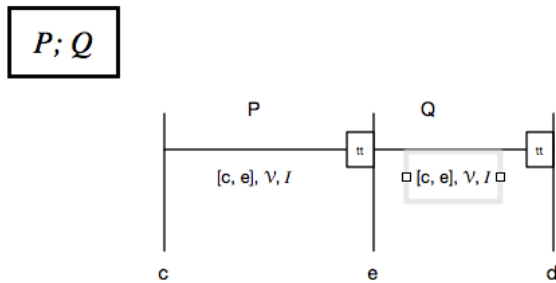 P; Q
P Q
tt tt
[c, e], 𝒱, I [c, e], 𝒱, I
c e d